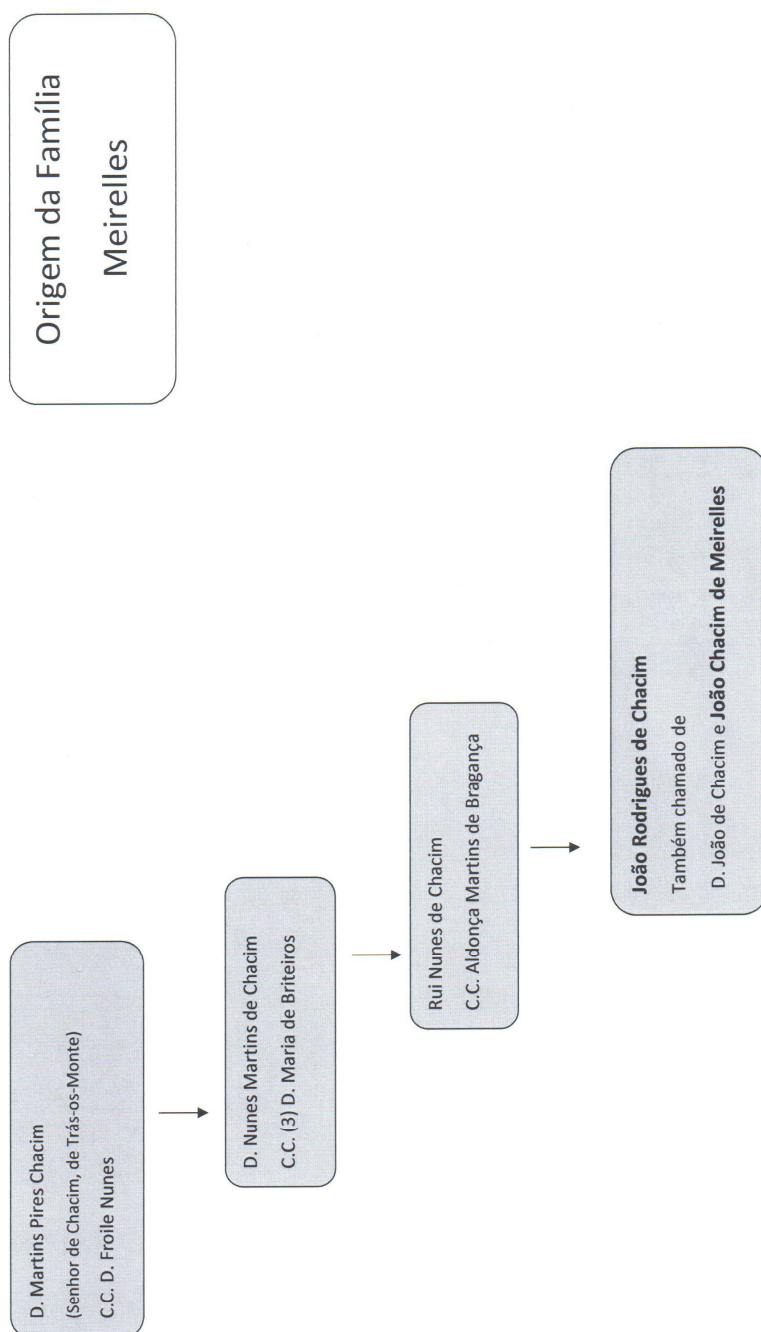 Origem da Família
Meirelles
D. Martins Pires Chacim
(Senhor de Chacim, de Trás-os-Monte)
C.C. D. Froile Nunes
D. Nunes Martins de Chacim
C.C. (3) D. Maria de Briteiros
Rui Nunes de Chacim
C.C. Aldonça Martins de Bragança
João Rodrigues de Chacim
Também chamado de
D. João de Chacim e João Chacim de Meirelles